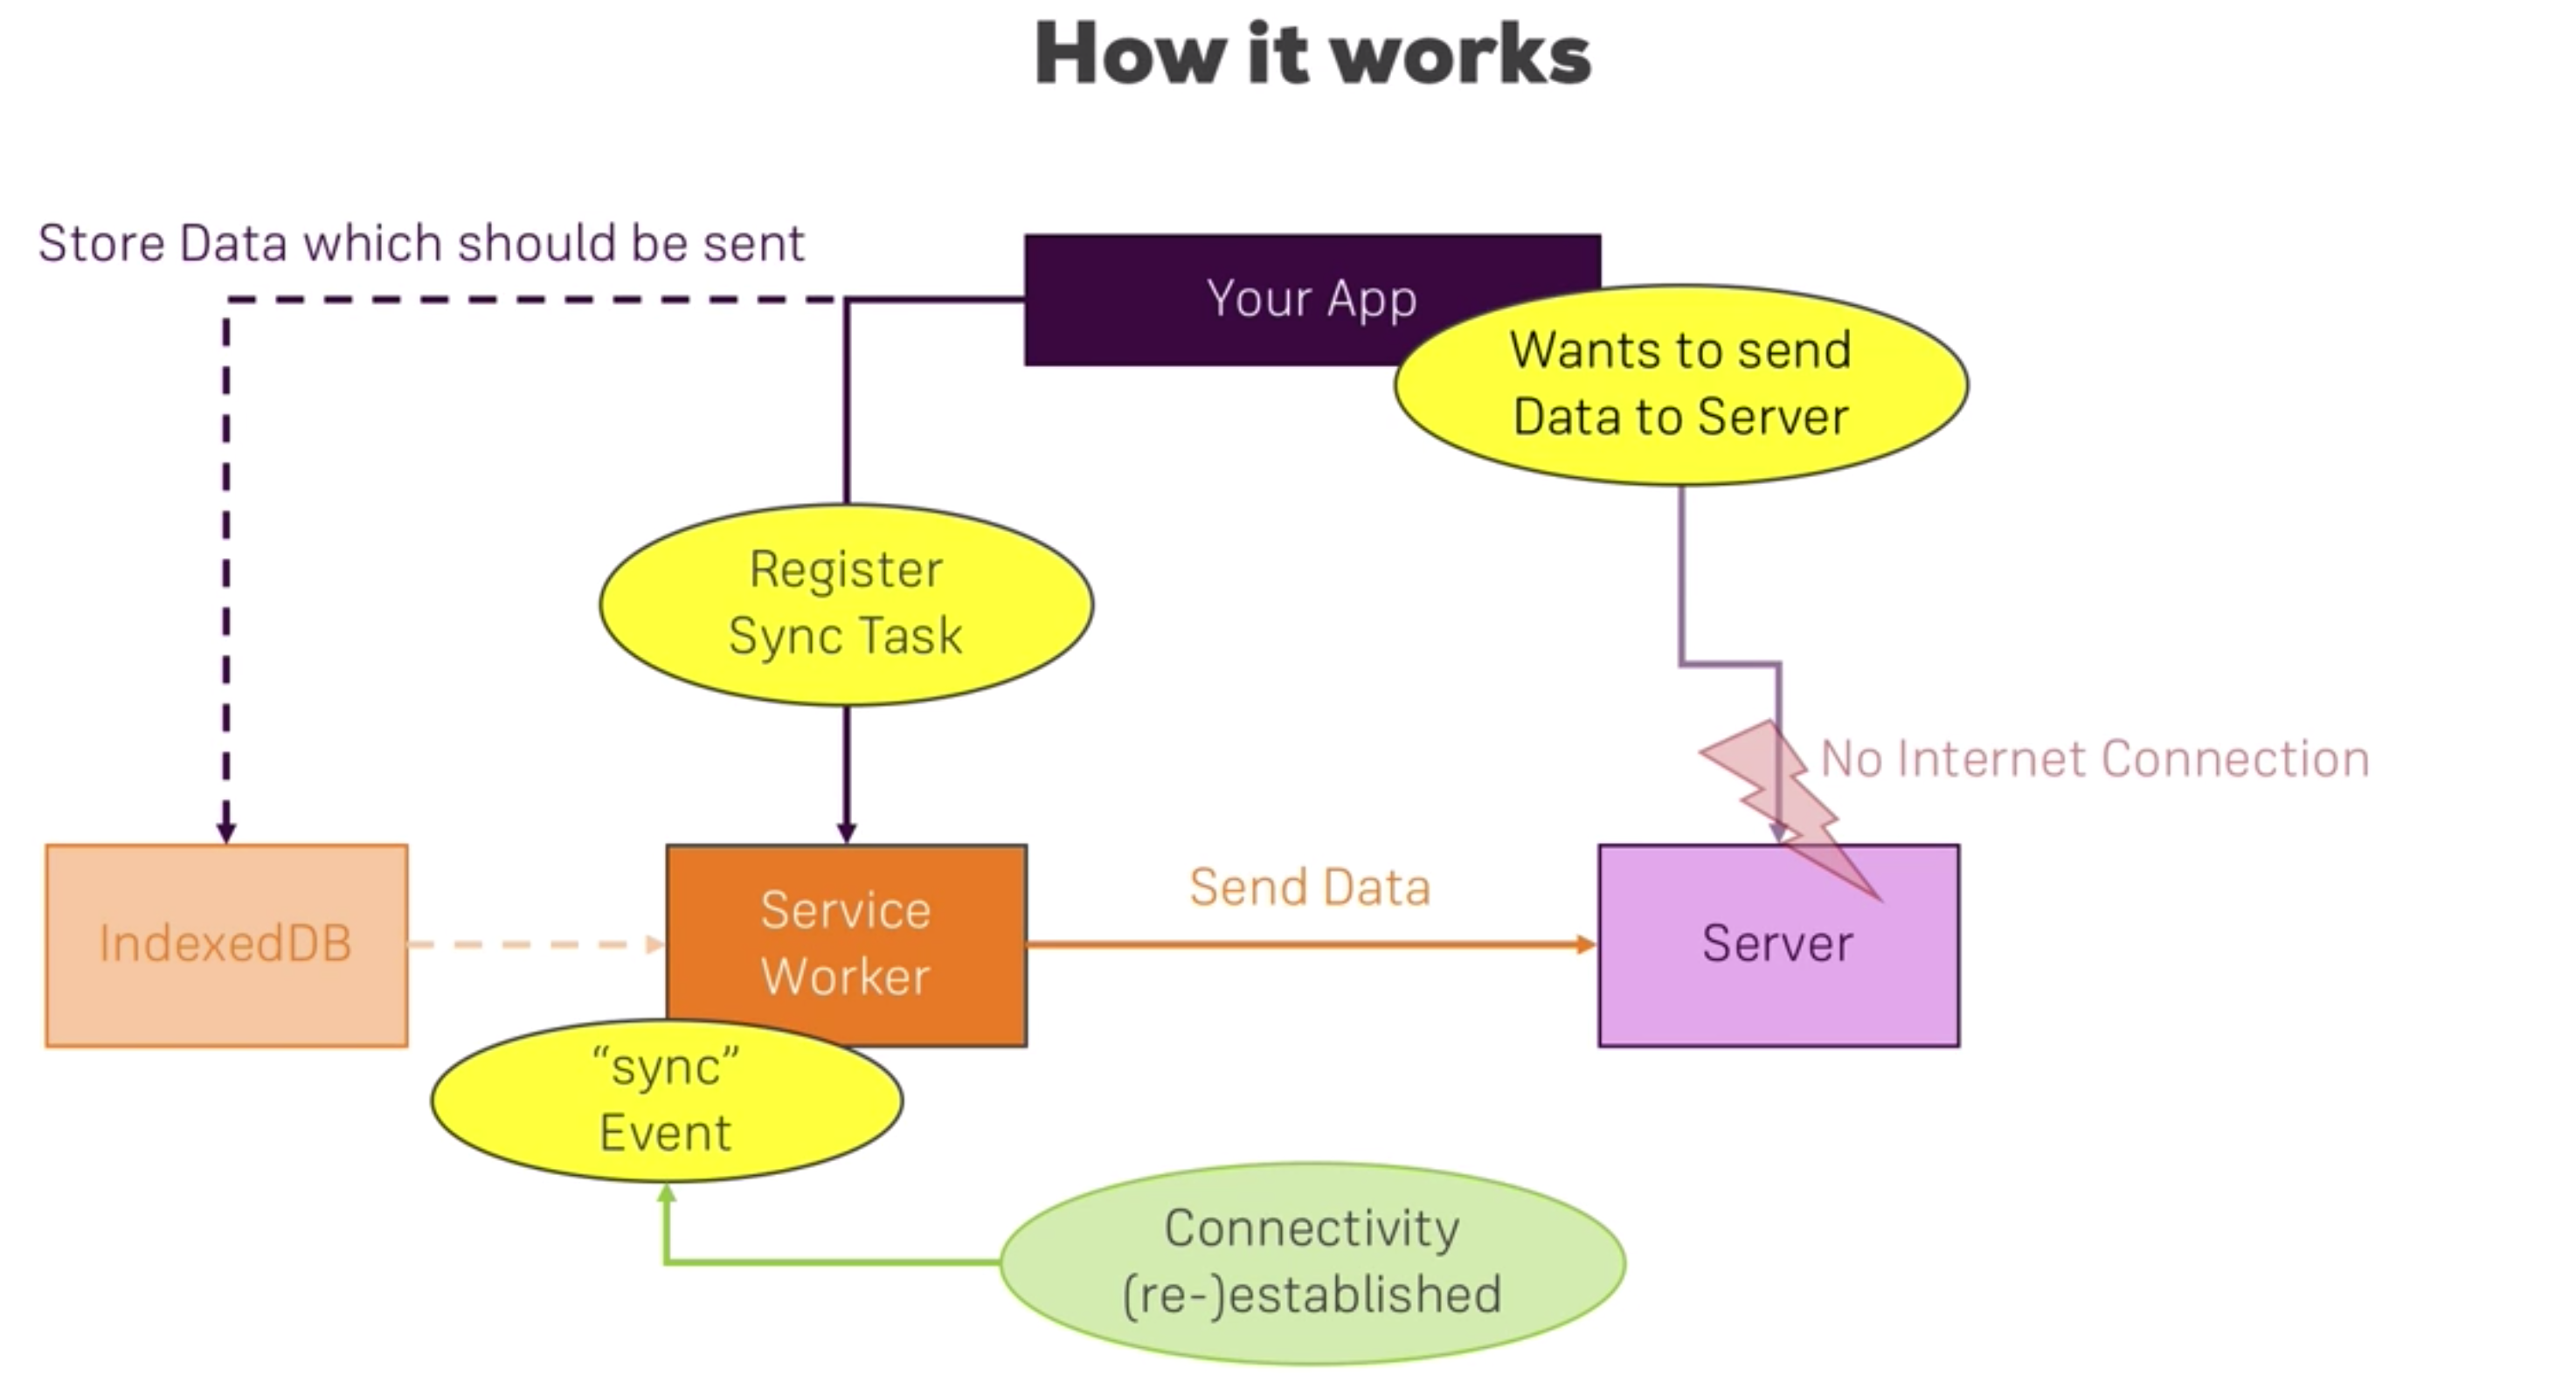 How it works
Store Data which should be sent
Your App
Wants to send
Data to Server
Register
Sync Task
No Internet Connection
IndexedDB
Service
Worker
Send Data
Server
“sync”
Event
Connectivity
(re-)established